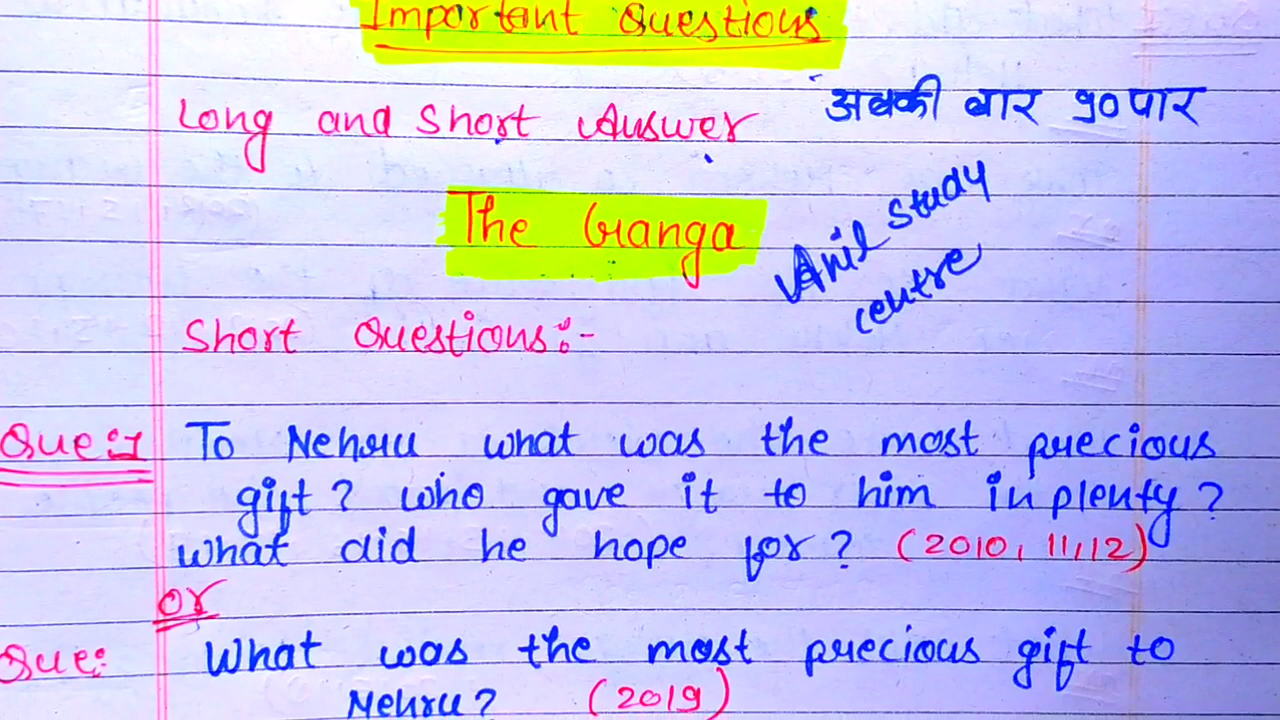 Important Questions
Long and Short Answer
अबकी बार 90 पार
The Ganga
Anil Study
centre
Short Questions:-
Que:1 To Nehru what was the most precious
gift? who gave it to him in plenty?
What did he hope for? (2010, 11, 12)
or
Que: What was the most precious gift to
Nehru? (2019)